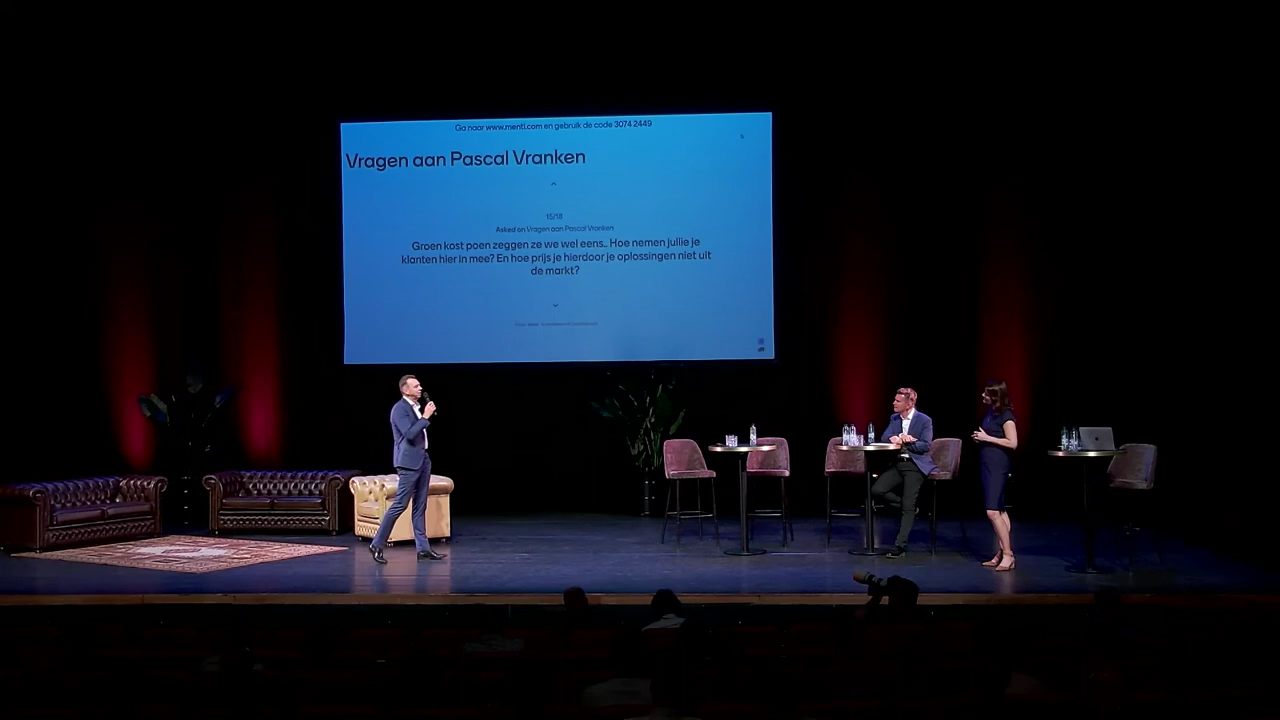 Ga naar www.menti.com en gebruik de code 3074 2449
Vragen aan Pascal Vranken
15/18
Asked on Vragen aan Pascal Vranken
Groen kost poen zeggen ze we wel eens.. Hoe nemen jullie je
klanten hier in mee? En hoe prijs je hierdoor je oplossingen niet uit
de markt?